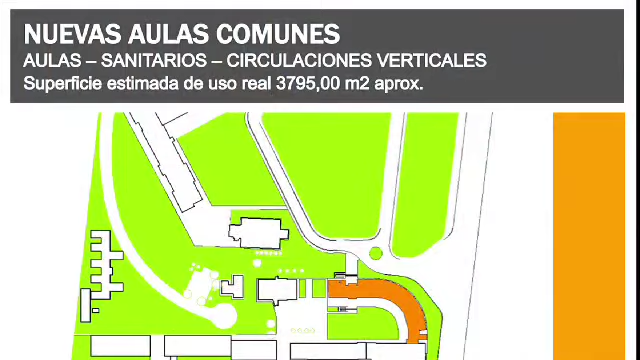 NUEVAS AULAS COMUNES
AULAS – SANITARIOS – CIRCULACIONES VERTICALES
Superficie estimada de uso real 3795,00 m2 aprox.